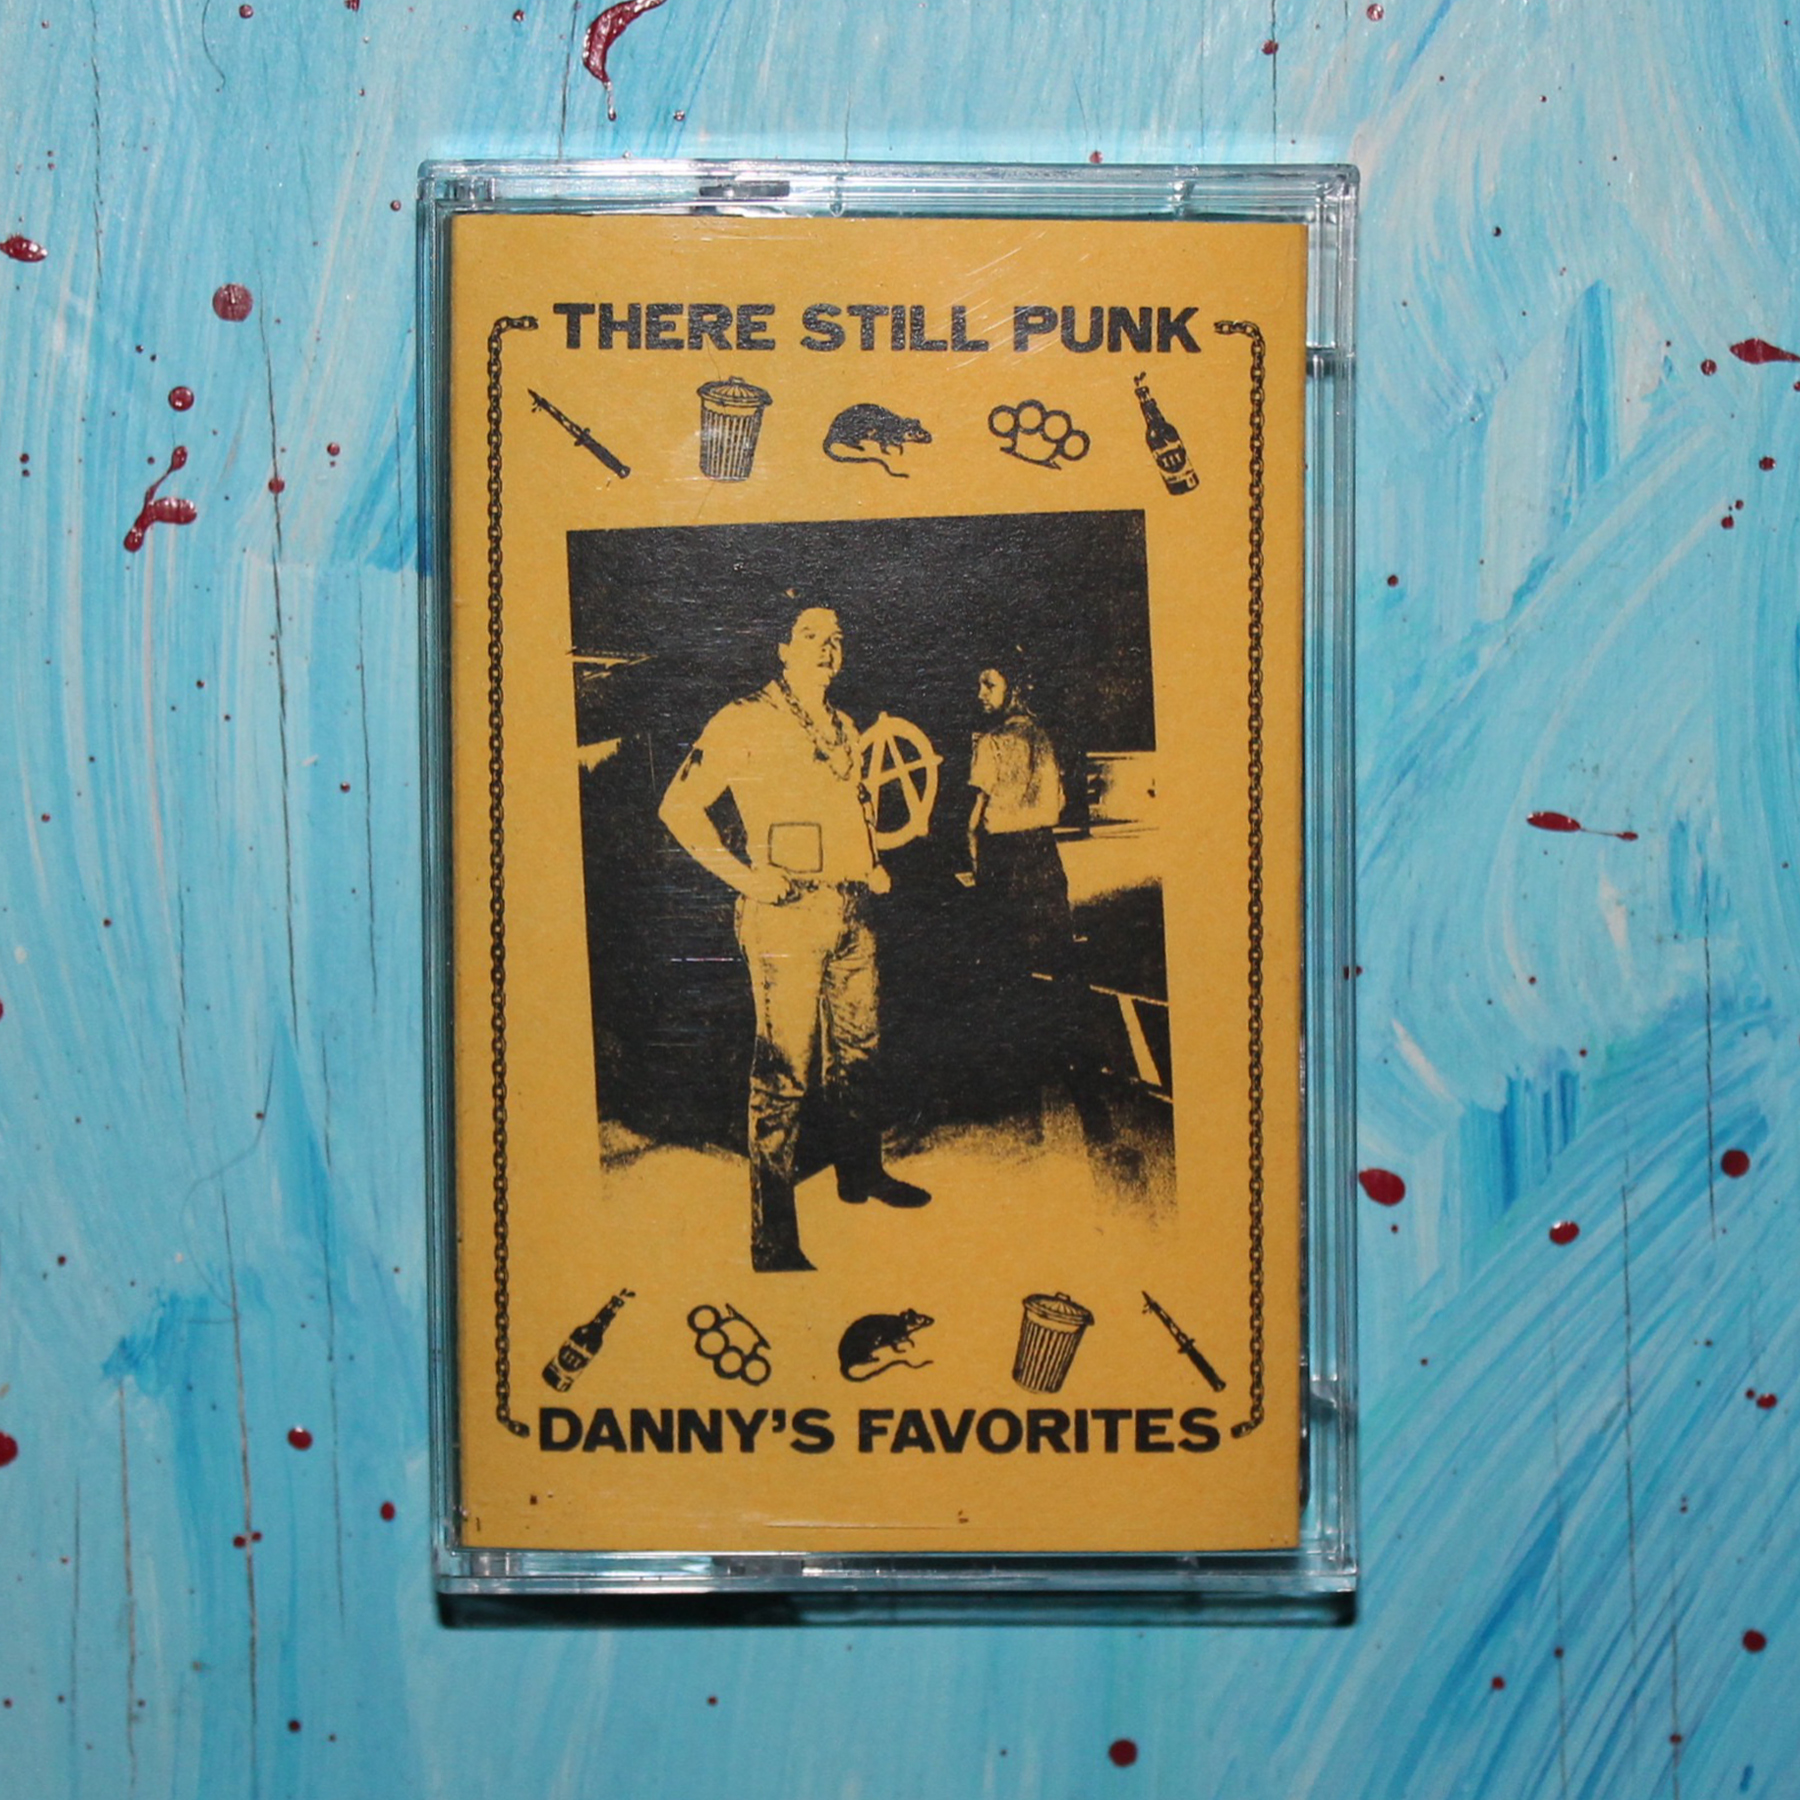 THERE STILL PUNK
DANNY'S FAVORITES